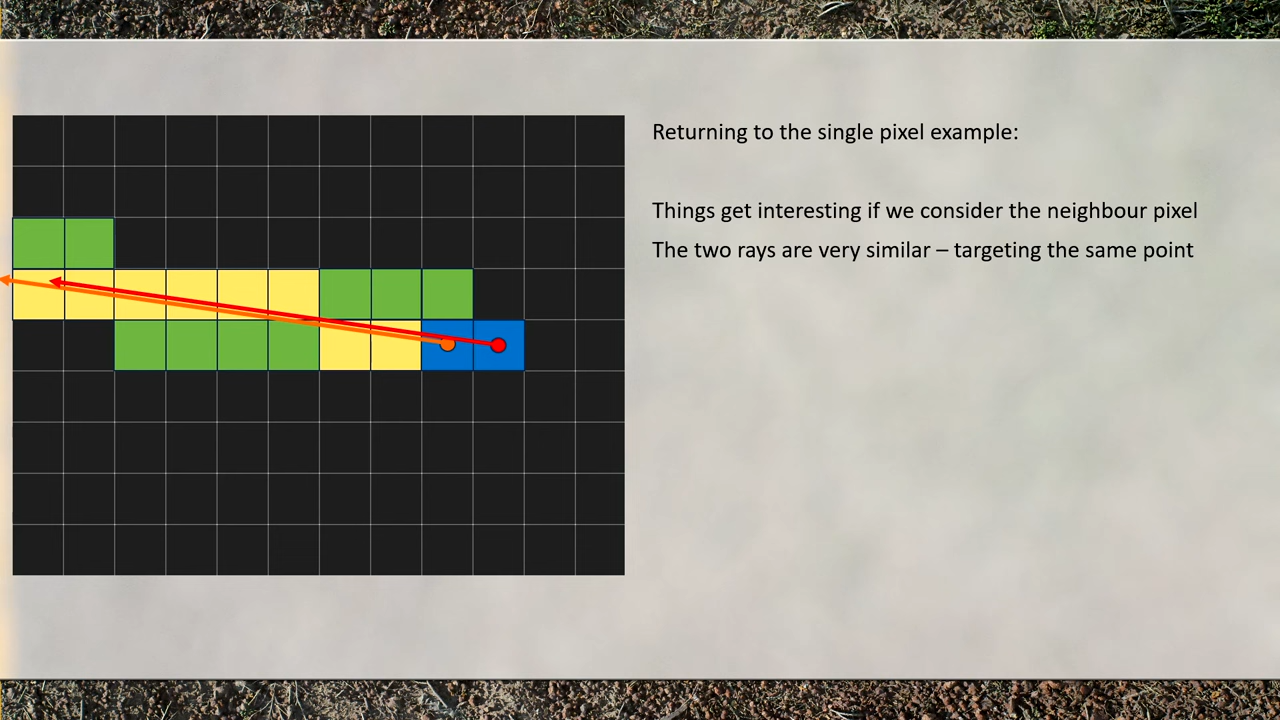 Returning to the single pixel example:
Things get interesting if we consider the neighbour pixel
The two rays are very similar – targeting the same point